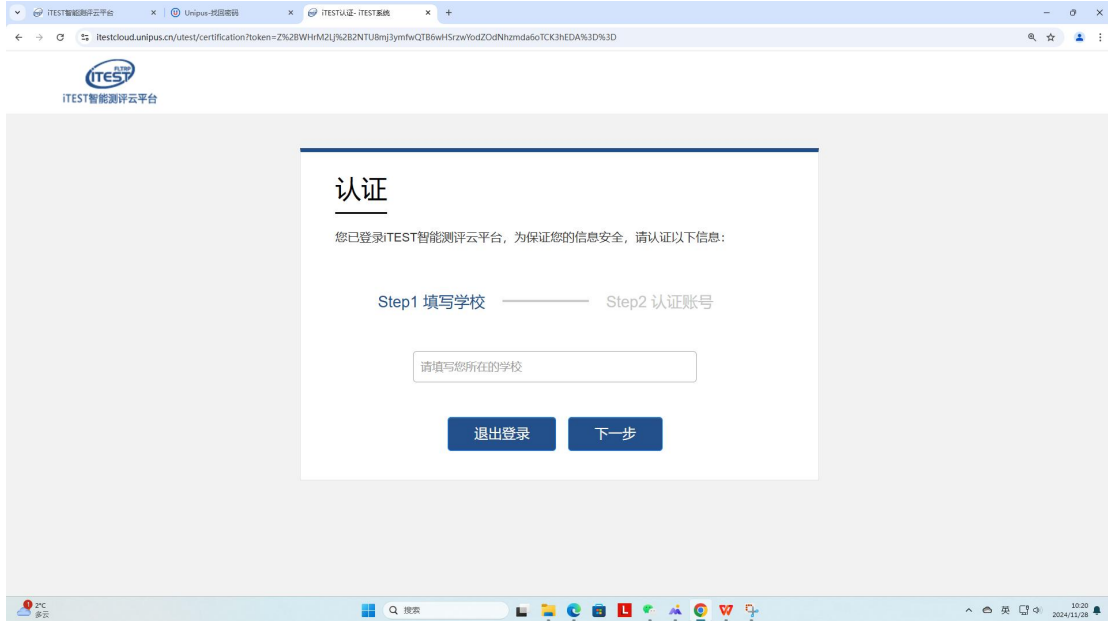 iTEST智能测评云平台
Unipus-找回密码
iTEST认证- iTEST系统
itestcloud.unipus.cn/utest/certification?token=Z%2BWHrM2LJ%2B2NTU8mj3ymfwQTB6wHSrzwYodZOdNhzmda6oTCK3hEDA%3D%3D
FLTRP
iTEST
iTEST智能测评云平台
认证
您已登录iTEST智能测评云平台，为保证您的信息安全，请认证以下信息：
Step1 填写学校
Step2 认证账号
请填写您所在的学校
退出登录
下一步
1
2°C
多云
搜索
L
W
英
10:20
2024/11/28